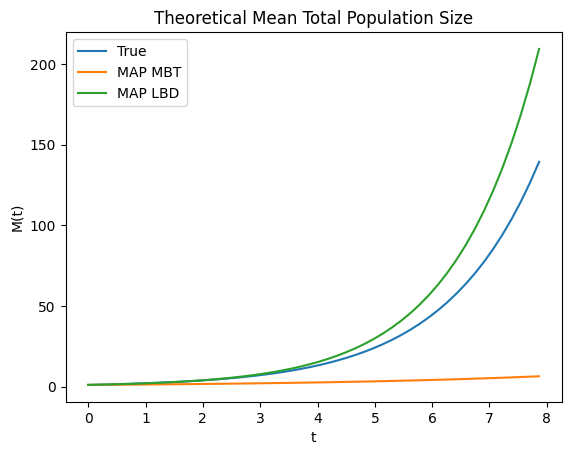 Theoretical Mean Total Population Size
True
MAP MBT
MAP LBD
200
150
100
50
0
M(t)
0 1 2 3 4 5 6 7 8
t